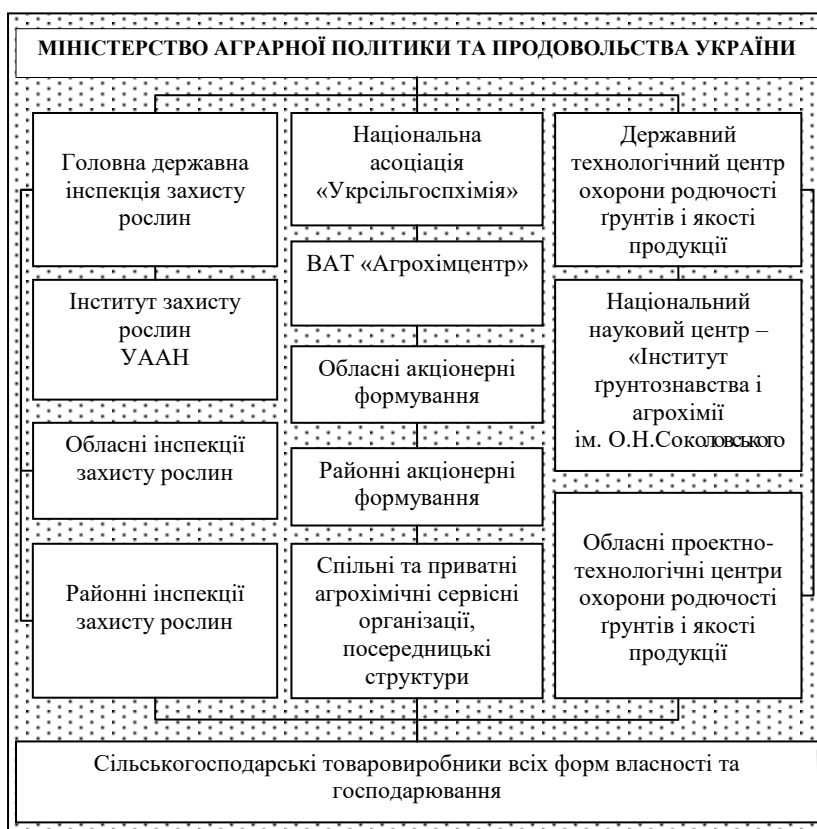 МІНІСТЕРСТВО АГРАРНОЇ ПОЛІТИКИ ТА ПРОДОВОЛЬСТВА УКРАЇНИ
Головна державна
інспекція захисту
рослин
Національна
асоціація
«Укрсільгоспхімія»
Державний
технологічний центр
охорони родючості
ґрунтів і якості
продукції
Інститут захисту
рослин
УААН
ВАТ «Агрохімцентр»
Національний
науковий центр –
«Інститут
ґрунтознавства і
агрохімії
ім. О.Н.Соколовського
Обласні акціонерні
формування
Обласні інспекції
захисту рослин
Районні акціонерні
формування
Районні інспекції
захисту рослин
Спільні та приватні
агрохімічні сервісні
організації,
посередницькі
структури
Обласні проектно-
технологічні центри
охорони родючості
ґрунтів і якості
продукції
Сільськогосподарські товаровиробники всіх форм власності та
господарювання